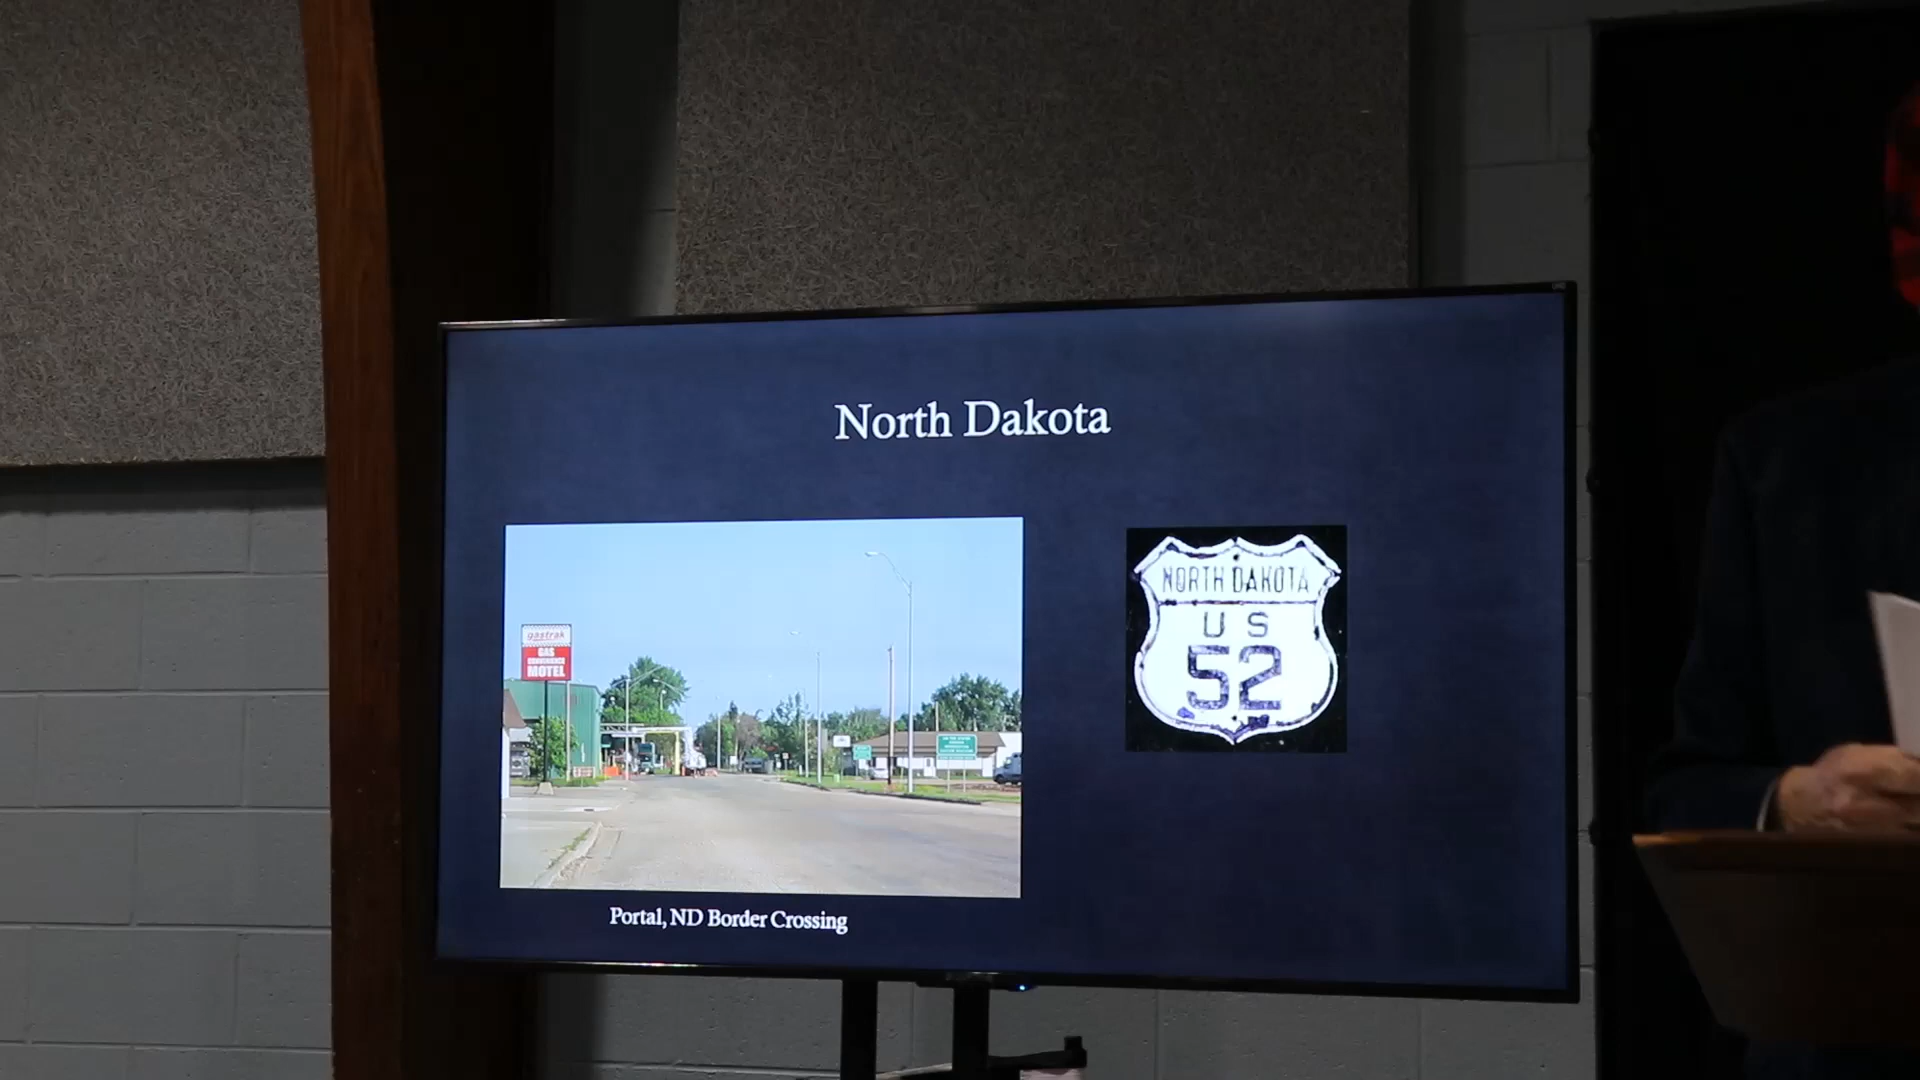 North Dakota
gastrak
GAS
MOTEL
NORTH DAKOTA
U S
52
Portal, ND Border Crossing